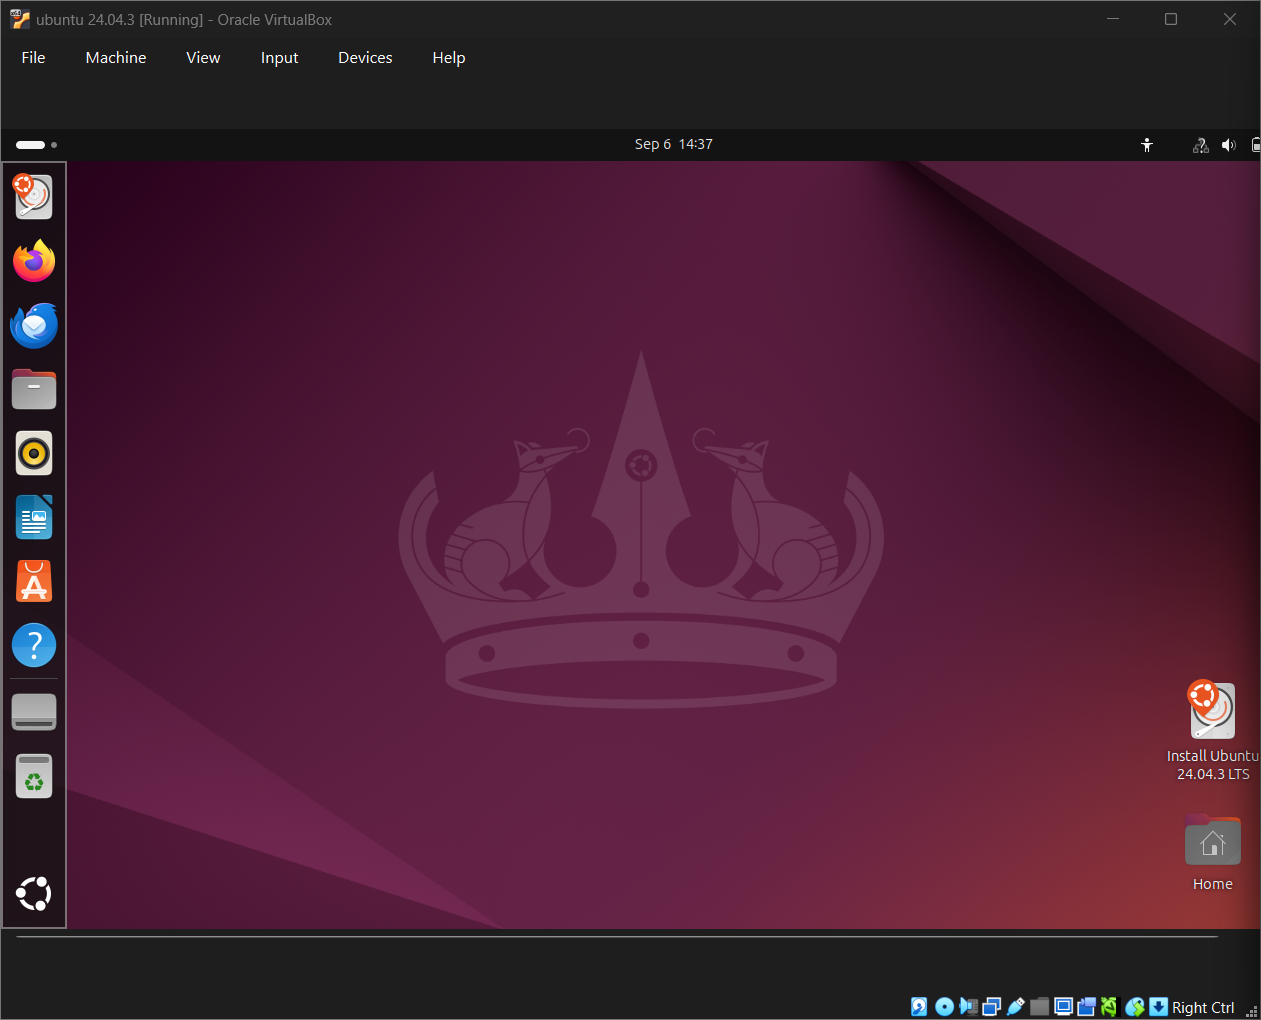 ubuntu 24.04.3 [Running] - Oracle VirtualBox
File Machine View Input Devices Help
Sep 6 14:37
Install Ubuntu
24.04.3 LTS
Home
Right Ctrl